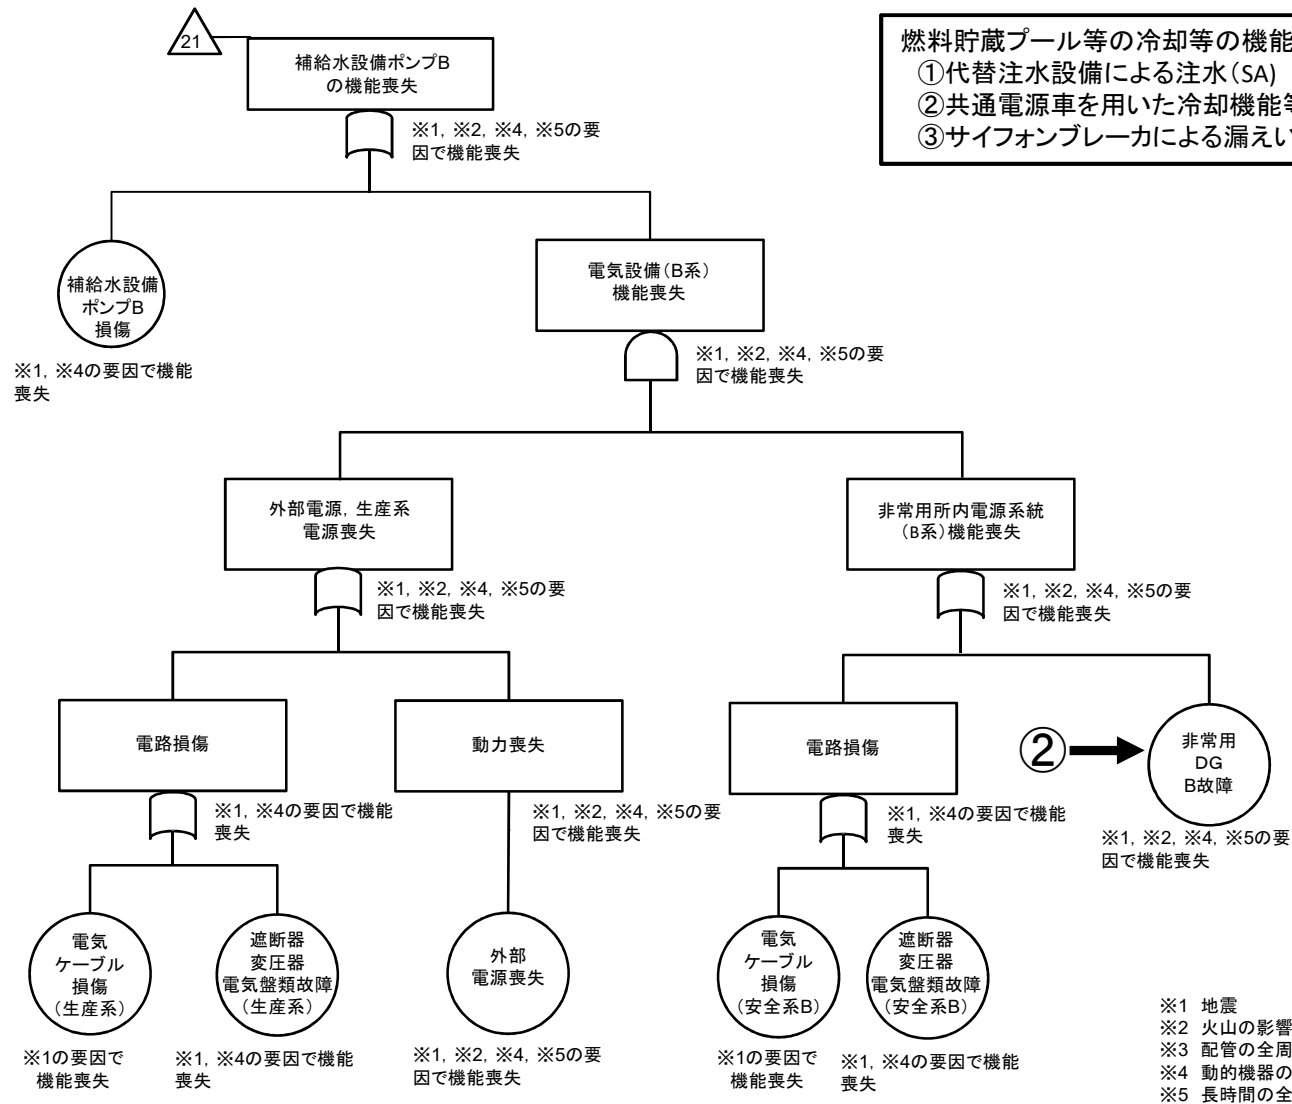 21
補給水設備ポンプB
の機能喪失
※1, ※2, ※4, ※5の要
因で機能喪失
燃料貯蔵プール等の冷却等の機能
①代替注水設備による注水(SA)
②共通電源車を用いた冷却機能
③サイフォンブレーカによる漏えい
補給水設備
ポンプB
損傷
※1, ※4の要因で機能
喪失
電気設備(B系)
機能喪失
※1, ※2, ※4, ※5の要
因で機能喪失
外部電源, 生産系
電源喪失
※1, ※2, ※4, ※5の要
因で機能喪失
非常用所内電源系統
(B系)機能喪失
※1, ※2, ※4, ※5の要
因で機能喪失
電路損傷
※1, ※4の要因で機能
喪失
動力喪失
※1, ※2, ※4, ※5の要
因で機能喪失
電路損傷
※1, ※4の要因で機能
喪失
②
非常用
DG
B故障
※1, ※2, ※4, ※5の要
因で機能喪失
電気
ケーブル
損傷
(生産系)
※1の要因で
機能喪失
遮断器
変圧器
電気盤類故障
(生産系)
※1, ※4の要因で機能
喪失
外部
電源喪失
※1, ※2, ※4, ※5の要
因で機能喪失
電気
ケーブル
損傷
(安全系B)
※1の要因で
機能喪失
遮断器
変圧器
電気盤類故障
(安全系B)
※1, ※4の要因で機能
喪失
※1 地震
※2 火山の影響
※3 配管の全周
※4 動的機器の
※5 長時間の全